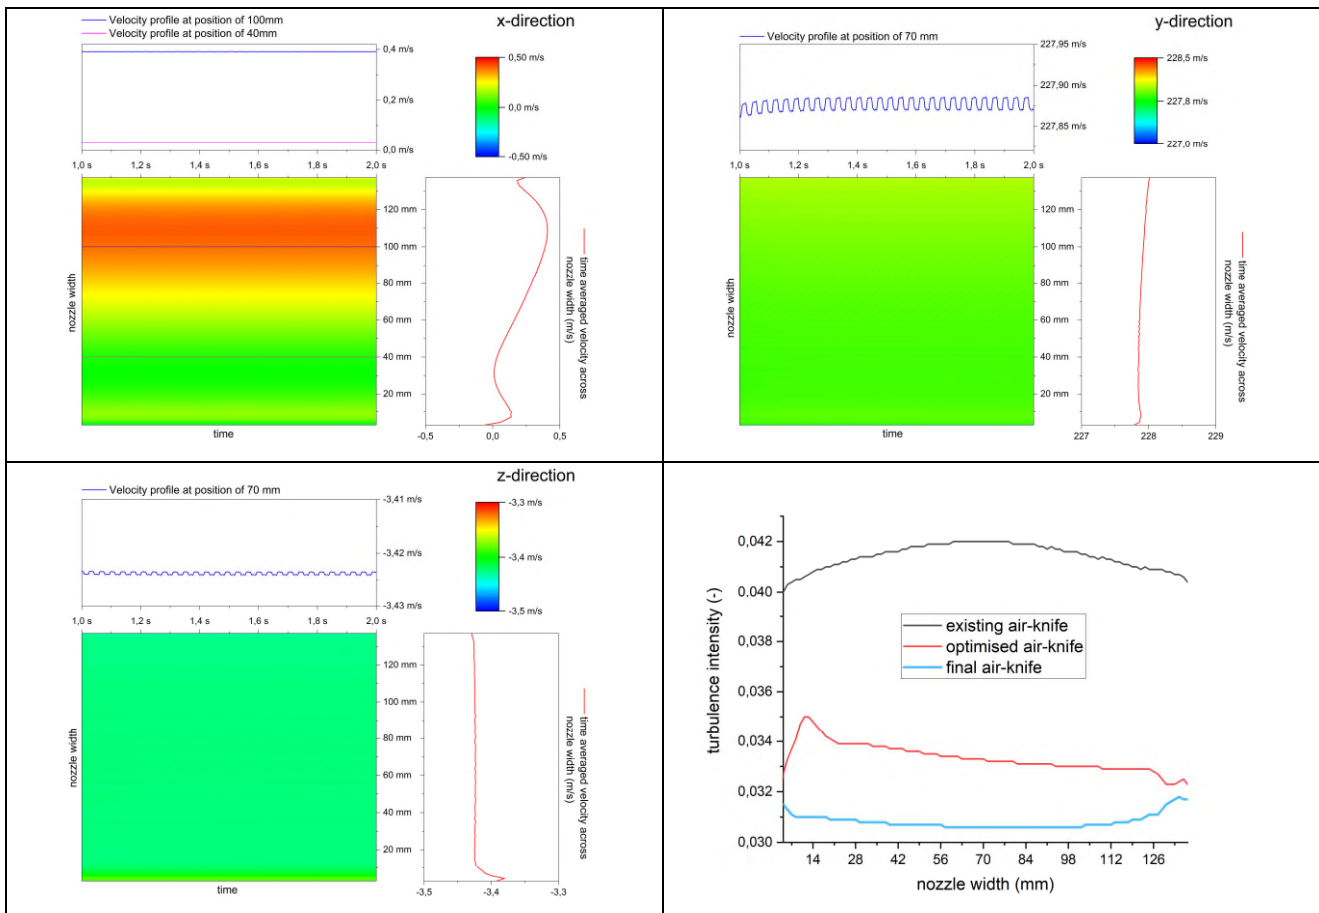 Velocity profile at position of 100mm
Velocity profile at position of 40mm
x-direction
0,4 m/s
0,2 m/s
0,0 m/s
0,50 m/s
0,0 m/s
-0,50 m/s
1,0 s
1,2 s
1,4 s
1,6 s
1,8 s
2,0 s
120 mm
100 mm
80 mm
60 mm
40 mm
20 mm
nozzle width
time
-0,5
0,0
0,5
time averaged velocity across
nozzle width (m/s)
y-direction
Velocity profile at position of 70 mm
227,95 m/s
227,90 m/s
227,85 m/s
228,5 m/s
227,8 m/s
227,0 m/s
1,0 s
1,2 s
1,4 s
1,6 s
1,8 s
2,0 s
120 mm
100 mm
80 mm
60 mm
40 mm
20 mm
nozzle width
time
227
228
229
time averaged velocity across
nozzle width (m/s)
z-direction
Velocity profile at position of 70 mm
-3,41 m/s
-3,42 m/s
-3,43 m/s
-3,3 m/s
-3,4 m/s
-3,5 m/s
1,0 s
1,2 s
1,4 s
1,6 s
1,8 s
2,0 s
120 mm
100 mm
80 mm
60 mm
40 mm
20 mm
nozzle width
time
-3,5
-3,4
-3,3
time averaged velocity across
nozzle width (m/s)
0,042
0,040
0,038
0,036
0,034
0,032
0,030
turbulence intensity (-)
existing air-knife
optimised air-knife
final air-knife
14
28
42
56
70
84
98
112
126
nozzle width (mm)